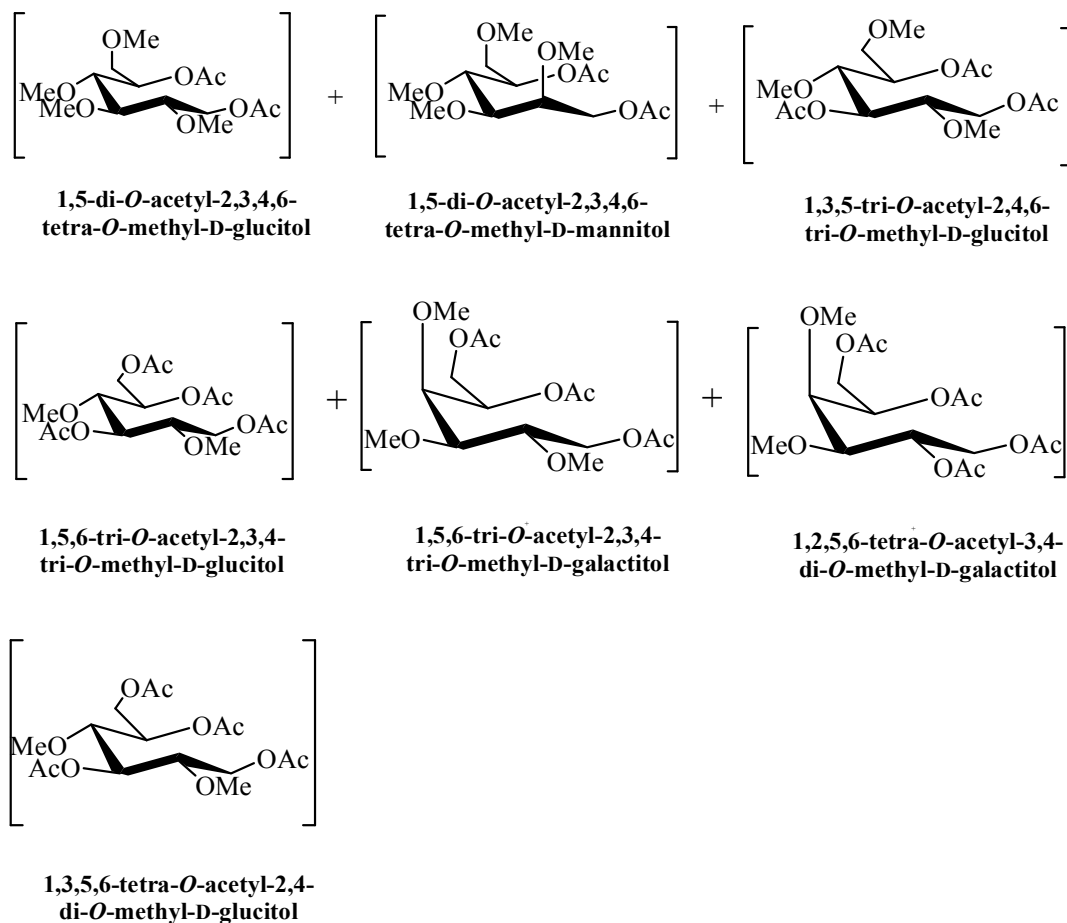 OMe
OMe
OMe
OMe
OAc
OAc
OAc
MeO
MeO
MeO
OAc
OAc
MeO
MeO
OAc
AcO
OMe
OMe
+
+
1,5-di-O-acetyl-2,3,4,6-
tetra-O-methyl-D-glucitol
1,5-di-O-acetyl-2,3,4,6-
tetra-O-methyl-D-mannitol
1,3,5-tri-O-acetyl-2,4,6-
tri-O-methyl-D-glucitol
OMe
OMe
OAc
OAc
OAc
+
+
OAc
OAc
OAc
MeO
OAc
MeO
OAc
MeO
OAc
AcO
OMe
OMe
OAc
1,5,6-tri-O-acetyl-2,3,4-
tri-O-methyl-D-glucitol
1,5,6-tri-O-acetyl-2,3,4-
tri-O-methyl-D-galactitol
1,2,5,6-tetra-O-acetyl-3,4-
di-O-methyl-D-galactitol
OAc
OAc
MeO
AcO
OAc
OMe
1,3,5,6-tetra-O-acetyl-2,4-
di-O-methyl-D-glucitol